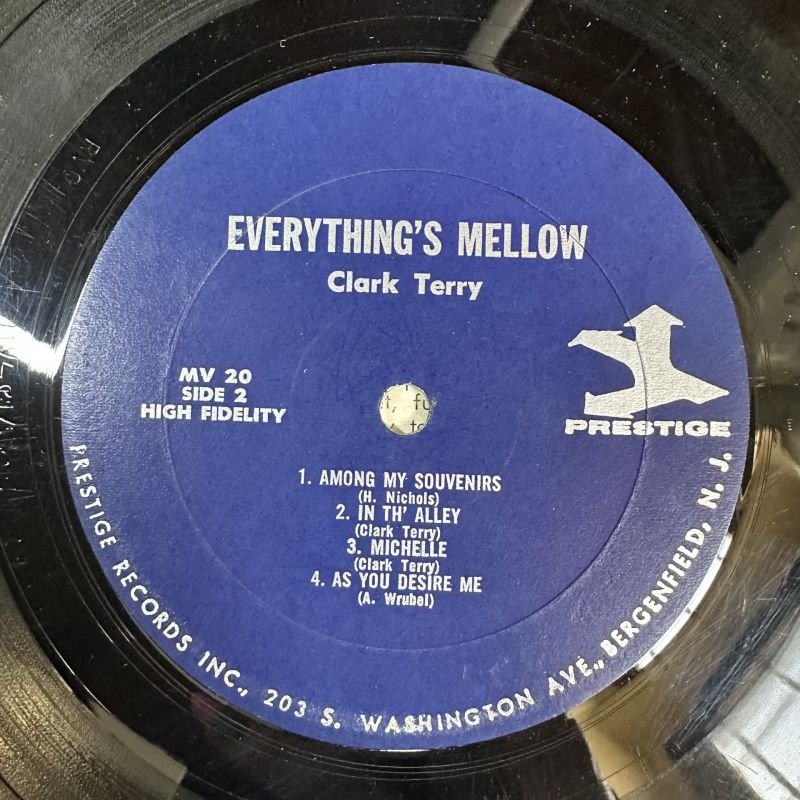 EVERYTHING'S MELLOW
Clark Terry
MV 20
SIDE 2
HIGH FIDELITY
PRESTIGE
1. AMONG MY SOUVENIRS
(H. Nichols)
2. IN TH' ALLEY
(Clark Terry)
3. MICHELLE
(Clark Terry)
4. AS YOU DESIRE ME
(A. Wrubel)
PRESTIGE RECORDS INC., 203 S. WASHINGTON AVE., BERGENFIELD, N. J.